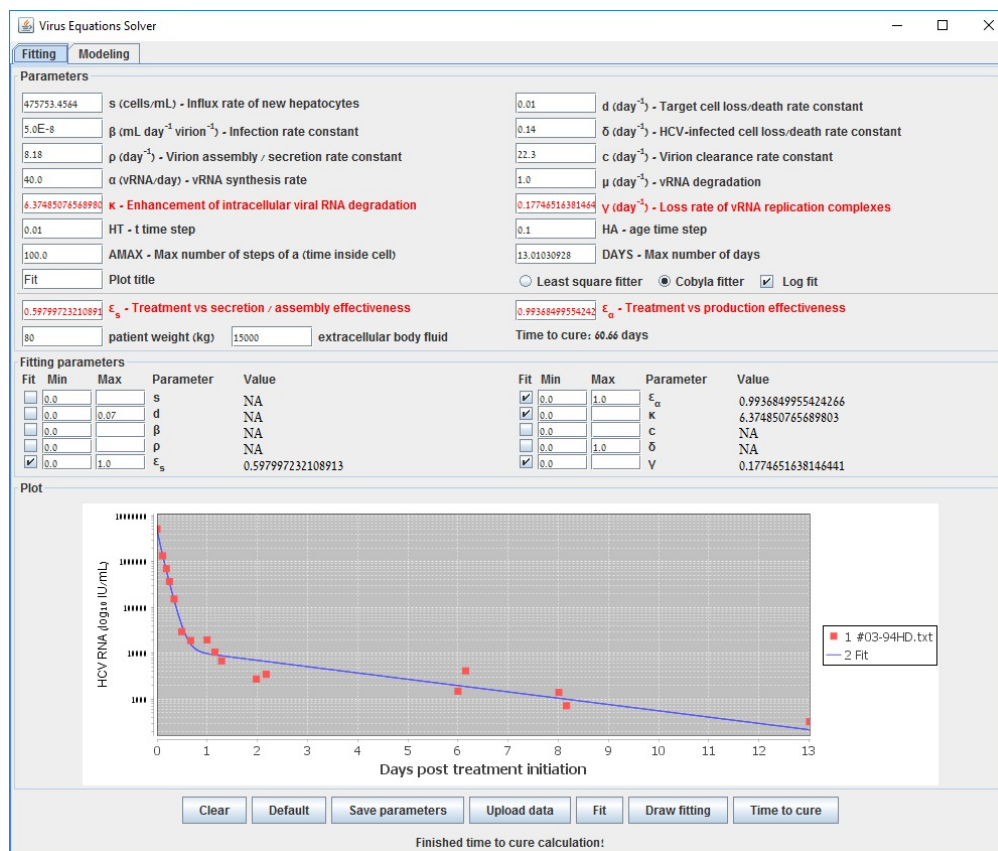 Virus Equations Solver
Fitting Modeling
Parameters
475753.4564 s (cells/mL) - Influx rate of new hepatocytes 0.01 d (day⁻¹) - Target cell loss/death rate constant
5.0E-8 β (mL day⁻¹ virion⁻¹) - Infection rate constant 0.14 δ (day⁻¹) - HCV-infected cell loss/death rate constant
8.18 ρ (day⁻¹) - Virion assembly / secretion rate constant 22.3 c (day⁻¹) - Virion clearance rate constant
40.0 α (vRNA/day) - vRNA synthesis rate 1.0 μ (day⁻¹) - vRNA degradation
6.37485076568980 κ - Enhancement of intracellular viral RNA degradation 0.17746516381464 γ (day⁻¹) - Loss rate of vRNA replication complexes
0.01 HT - t time step 0.1 HA - age time step
100.0 AMAX - Max number of steps of a (time inside cell) 13.01030928 DAYS - Max number of days
Fit Plot title Least square fitter Cobyla fitter Log fit
0.59799723210891 εs - Treatment vs secretion / assembly effectiveness 0.99368499554242 εα - Treatment vs production effectiveness
80 patient weight (kg) 15000 extracellular body fluid Time to cure: 60.66 days
Fitting parameters
Fit Min Max Parameter Value Fit Min Max Parameter Value
0.0 s NA 0.0 1.0 εα 0.9936849955424266
0.0 0.07 d NA 0.0 κ 6.374850765689803
0.0 β NA 0.0 c NA
0.0 ρ NA 0.0 1.0 δ NA
0.0 1.0 εs 0.597997232108913 0.0 γ 0.1774651638146441
Plot
1000000
100000
10000
1000
100
HCV RNA (log₁₀ IU/mL)
0 1 2 3 4 5 6 7 8 9 10 11 12 13
Days post treatment initiation
1 #03-94HD.txt
2 Fit
Clear Default Save parameters Upload data Fit Draw fitting Time to cure
Finished time to cure calculation!